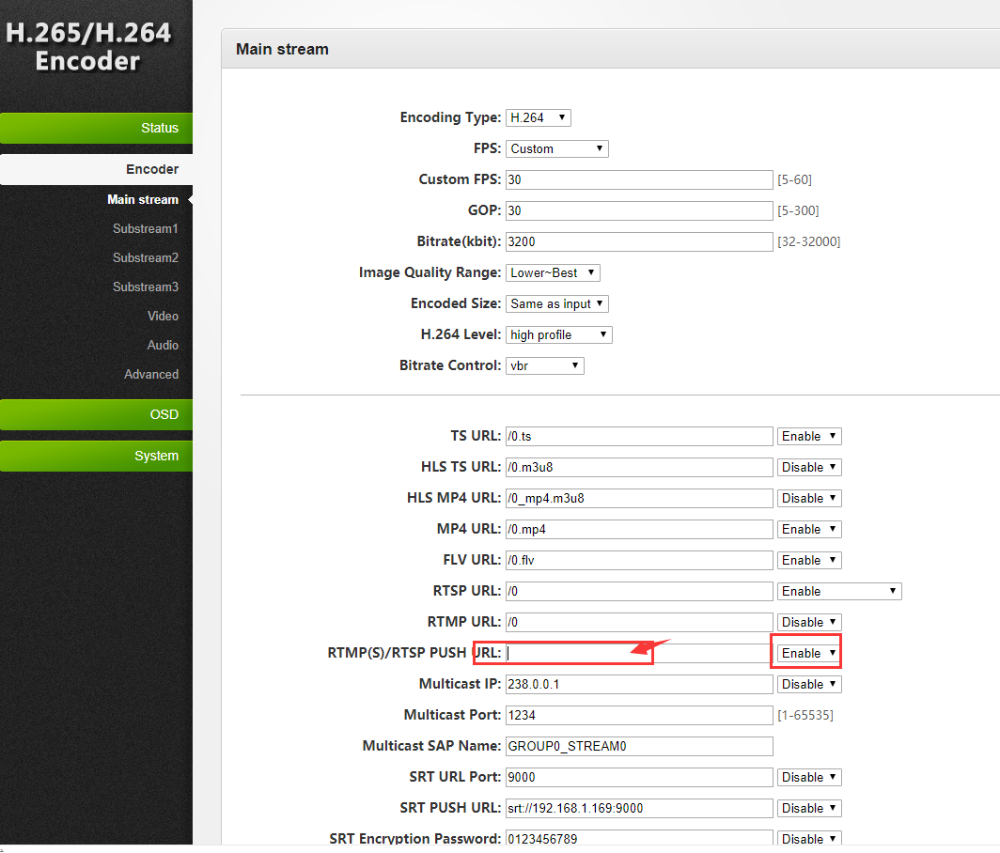 H.265/H.264
Encoder
Status
Encoder
Main stream
Substream1
Substream2
Substream3
Video
Audio
Advanced
OSD
System
Main stream
Encoding Type: H.264
FPS: Custom
Custom FPS: 30 [5-60]
GOP: 30 [5-300]
Bitrate(kbit): 3200 [32-32000]
Image Quality Range: Lower~Best
Encoded Size: Same as input
H.264 Level: high profile
Bitrate Control: vbr
TS URL: /0.ts Enable
HLS TS URL: /0.m3u8 Disable
HLS MP4 URL: /0_mp4.m3u8 Disable
MP4 URL: /0.mp4 Enable
FLV URL: /0.flv Enable
RTSP URL: /0 Enable
RTMP URL: /0 Disable
RTMP(S)/RTSP PUSH URL: Enable
Multicast IP: 238.0.0.1 Disable
Multicast Port: 1234 [1-65535]
Multicast SAP Name: GROUP0_STREAM0
SRT URL Port: 9000 Disable
SRT PUSH URL: srt://192.168.1.169:9000 Disable
SRT Encryption Password: 0123456789 Disable